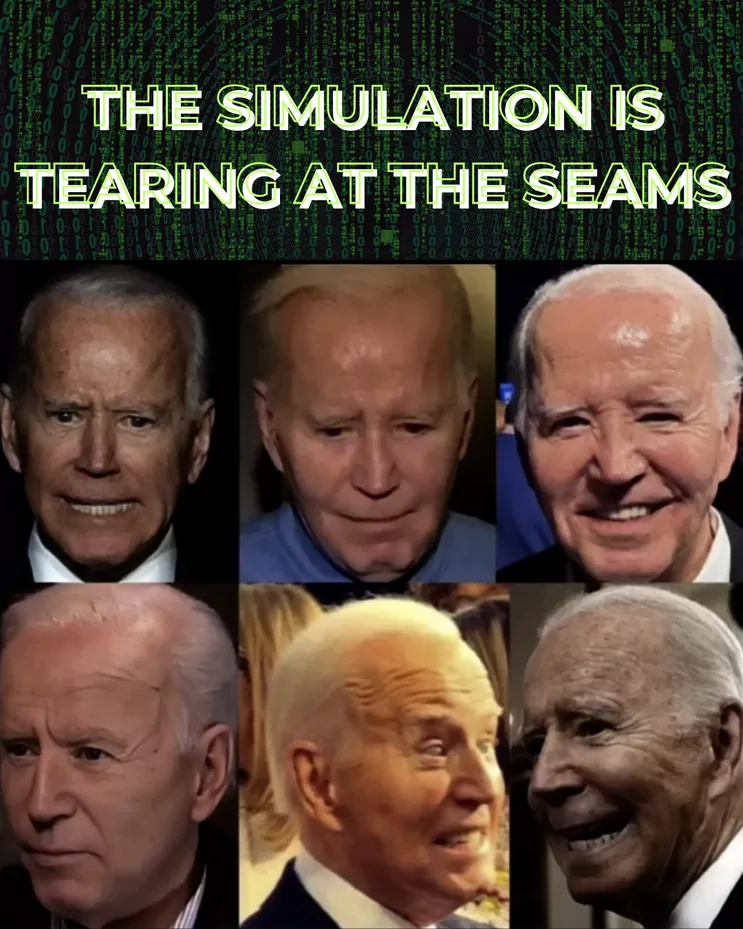 THE SIMULATION IS
TEARING AT THE SEAMS